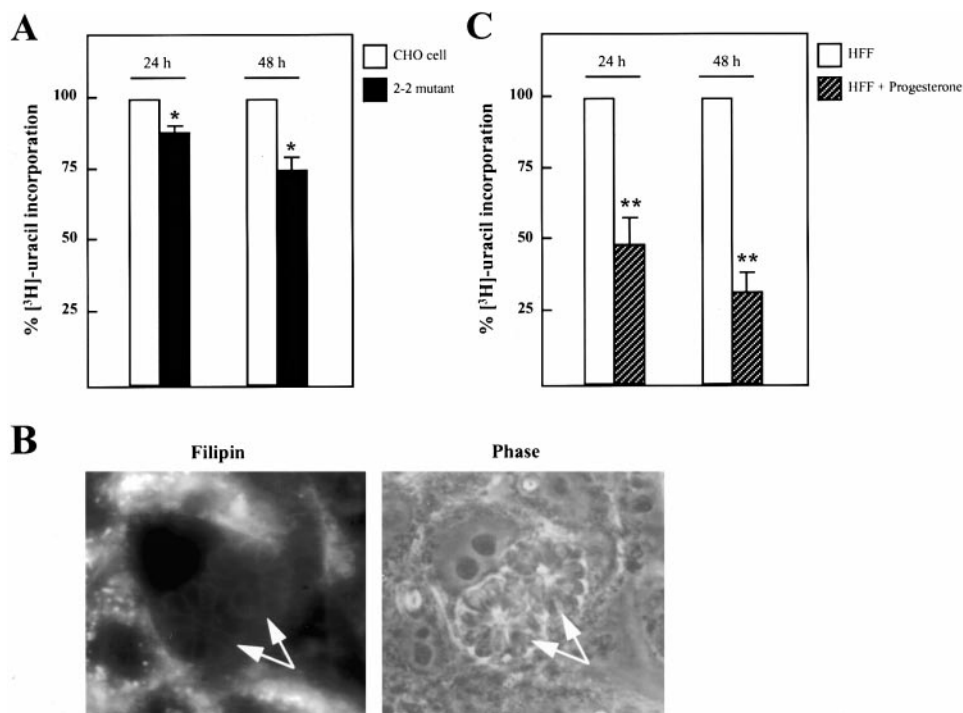 A
24 h
48 h
CHO cell
2-2 mutant
100
75
50
25
*
*
% [³H]-uracil incorporation
C
24 h
48 h
HFF
HFF + Progesterone
100
75
50
25
**
**
% [³H]-uracil incorporation
B
Filipin
Phase